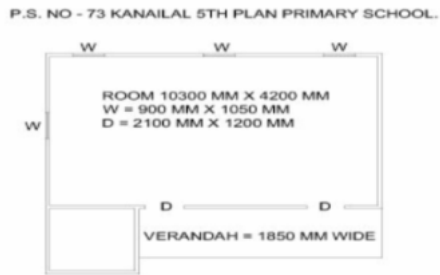 P.S. NO - 73 KANAILAL 5TH PLAN PRIMARY SCHOOL.
W W W
ROOM 10300 MM X 4200 MM
W = 900 MM X 1050 MM
D = 2100 MM X 1200 MM
W
D D
VERANDAH = 1850 MM WIDE